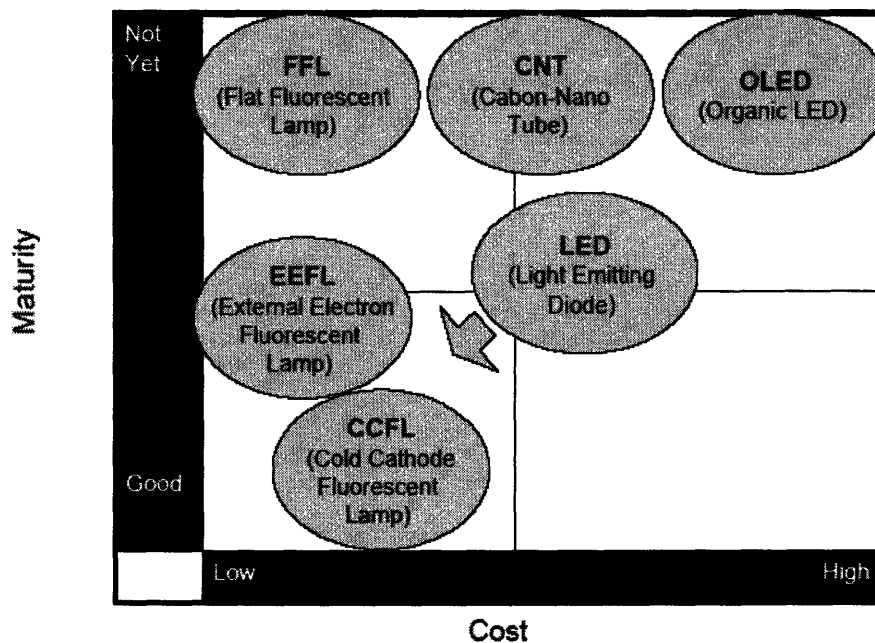 Not
Yet
FFL
(Flat Fluorescent
Lamp)
CNT
(Cabon-Nano
Tube)
OLED
(Organic LED)
LED
(Light Emitting
Diode)
EEFL
(External Electron
Fluorescent
Lamp)
CCFL
(Cold Cathode
Fluorescent
Lamp)
Maturity
Good
Low
High
Cost